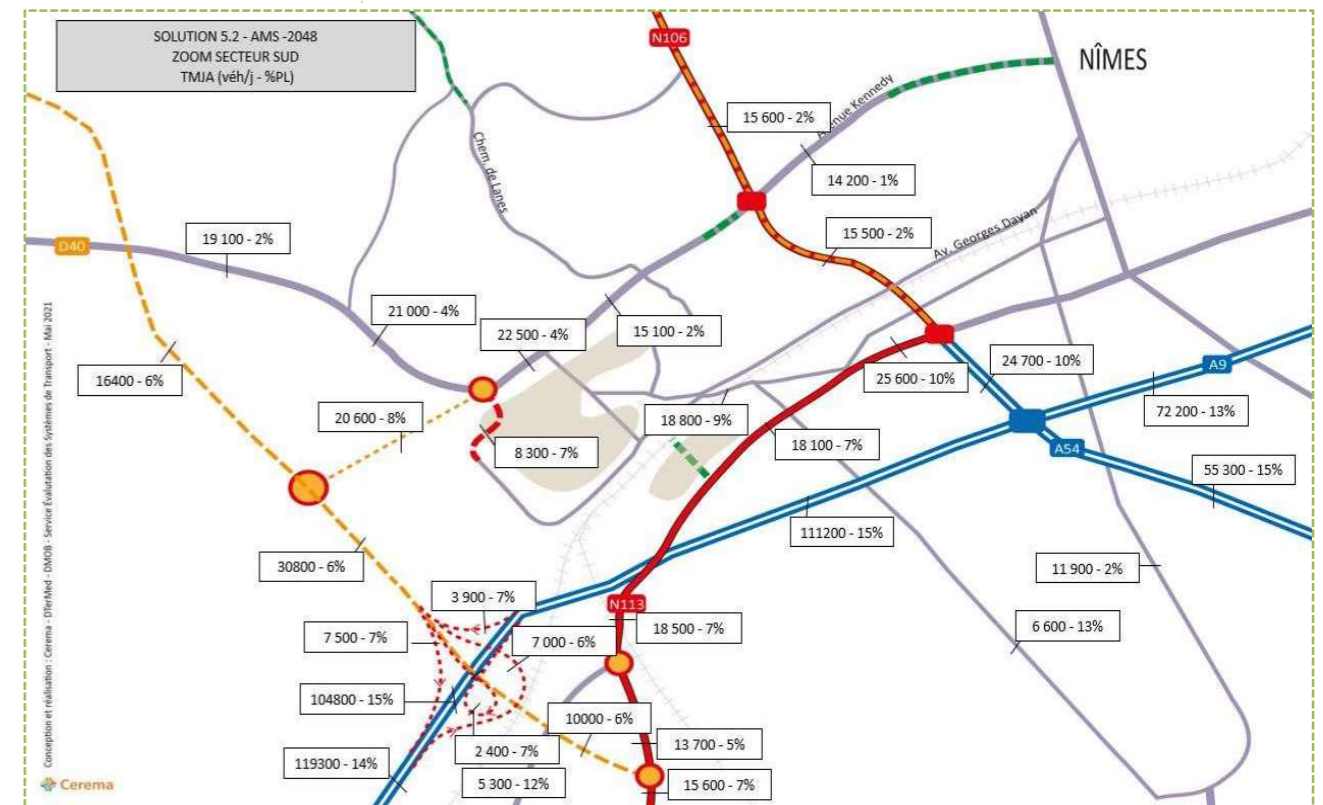 SOLUTION 5.2 - AMS -2048
ZOOM SECTEUR SUD
TMJA (véh/j - %PL)
N106
NÎMES
15 600 - 2%
Avenue Kennedy
14 200 - 1%
Chem. de Lanes
15 500 - 2%
Av. Georges Dayan
D40
19 100 - 2%
21 000 - 4%
22 500 - 4%
15 100 - 2%
24 700 - 10%
A9
16400 - 6%
25 600 - 10%
72 200 - 13%
20 600 - 8%
18 800 - 9%
8 300 - 7%
18 100 - 7%
A54
55 300 - 15%
111200 - 15%
30800 - 6%
11 900 - 2%
3 900 - 7%
N113
7 500 - 7%
7 000 - 6%
18 500 - 7%
6 600 - 13%
104800 - 15%
10000 - 6%
2 400 - 7%
13 700 - 5%
119300 - 14%
5 300 - 12%
15 600 - 7%
Conception et réalisation : Cerema - DTerMed - DMOB - Service Évalutation des Systèmes de Transport - Mai 2021
Cerema